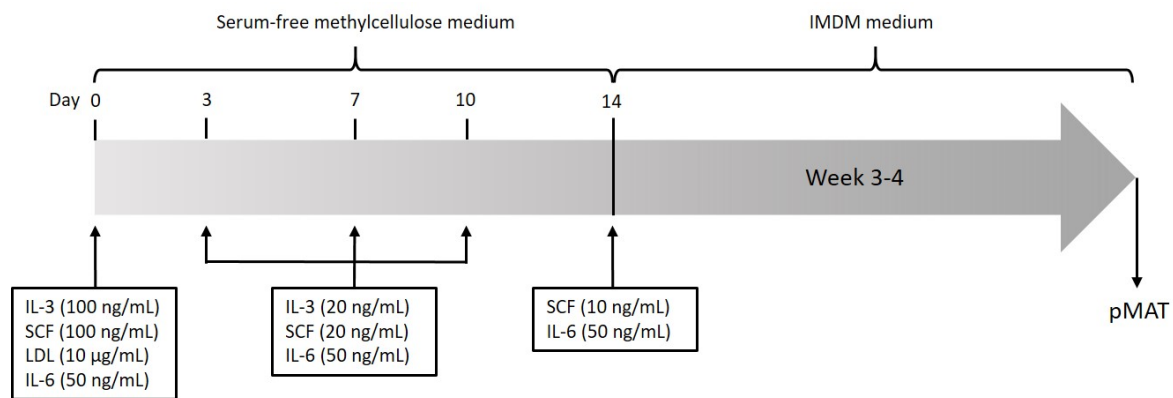 Serum-free methylcellulose medium
IMDM medium
Day 0 3 7 10 14
Week 3-4
IL-3 (100 ng/mL)
SCF (100 ng/mL)
LDL (10 µg/mL)
IL-6 (50 ng/mL)
IL-3 (20 ng/mL)
SCF (20 ng/mL)
IL-6 (50 ng/mL)
SCF (10 ng/mL)
IL-6 (50 ng/mL)
pMAT